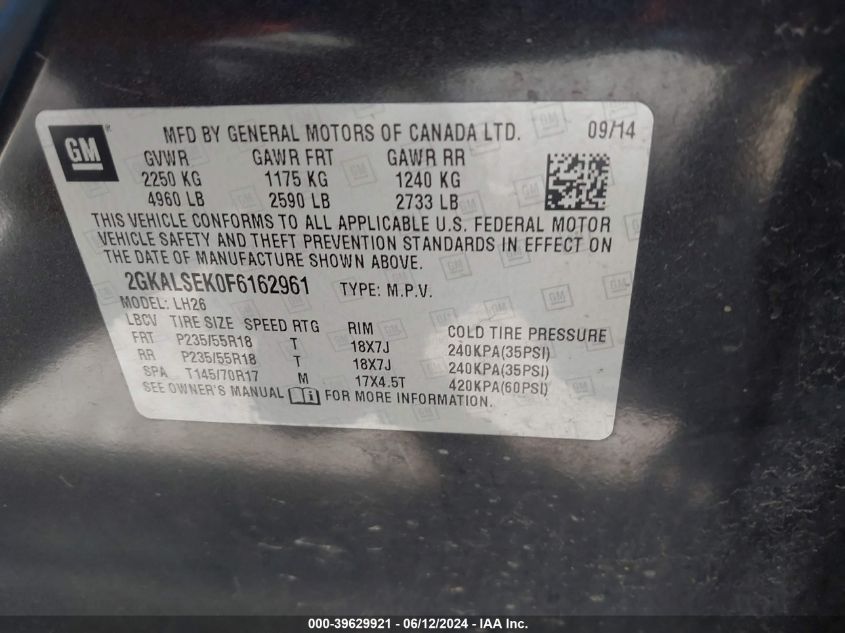 GM
MFD BY GENERAL MOTORS OF CANADA LTD. 09/14
GVWR GAWR FRT GAWR RR
2250 KG 1175 KG 1240 KG
4960 LB 2590 LB 2733 LB
THIS VEHICLE CONFORMS TO ALL APPLICABLE U.S. FEDERAL MOTOR
VEHICLE SAFETY AND THEFT PREVENTION STANDARDS IN EFFECT ON
THE DATE OF MANUFACTURE SHOWN ABOVE.
2GKALSEK0F6162961 TYPE: M.P.V.
MODEL: LH26
LBCV TIRE SIZE SPEED RTG RIM COLD TIRE PRESSURE
FRT P235/55R18 T 18X7J 240KPA(35PSI)
RR P235/55R18 T 18X7J 240KPA(35PSI)
SPA T145/70R17 M 17X4.5T 420KPA(60PSI)
SEE OWNER'S MANUAL FOR MORE INFORMATION.
000-39629921 - 06/12/2024 - IAA Inc.